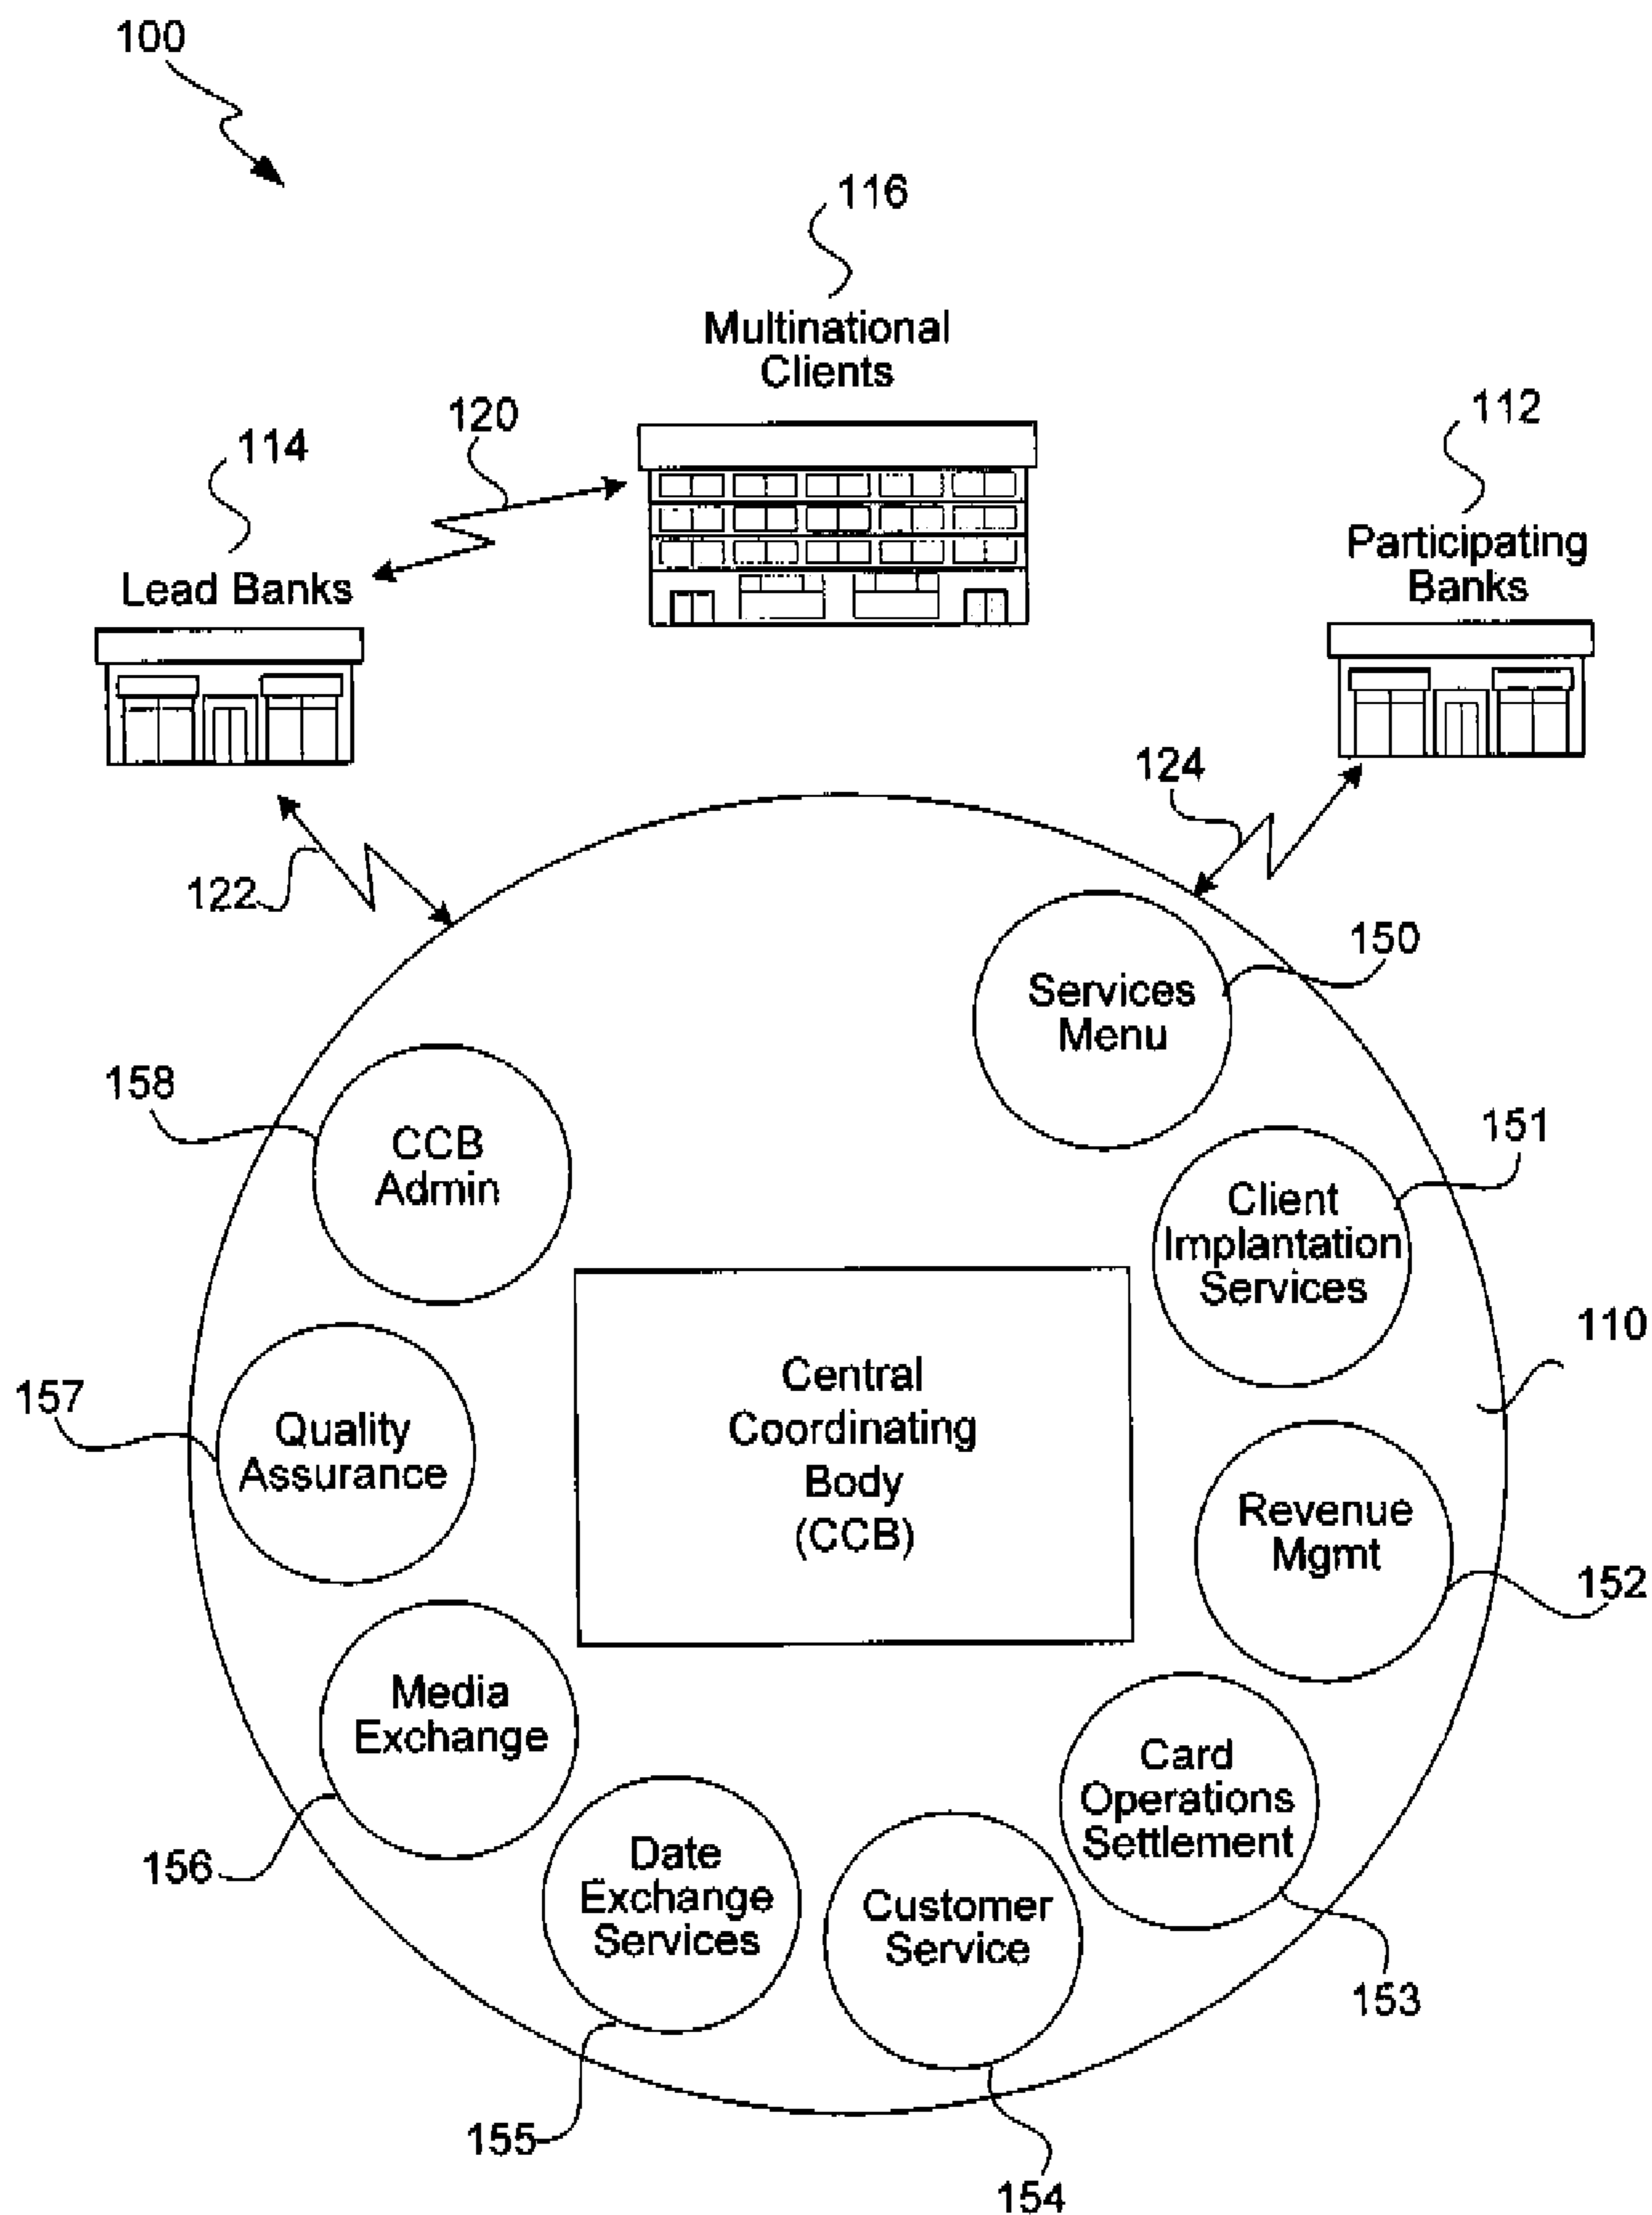 100
116
Multinational
Clients
120
112
114
Participating
Banks
Lead Banks
124
122
150
Services
Menu
158
CCB
Admin
151
Client
Implantation
Services
110
Central
Coordinating
Body
(CCB)
157
Quality
Assurance
Revenue
Mgmt
152
Media
Exchange
Card
Operations
Settlement
156
Date
Exchange
Services
Customer
Service
153
155
154